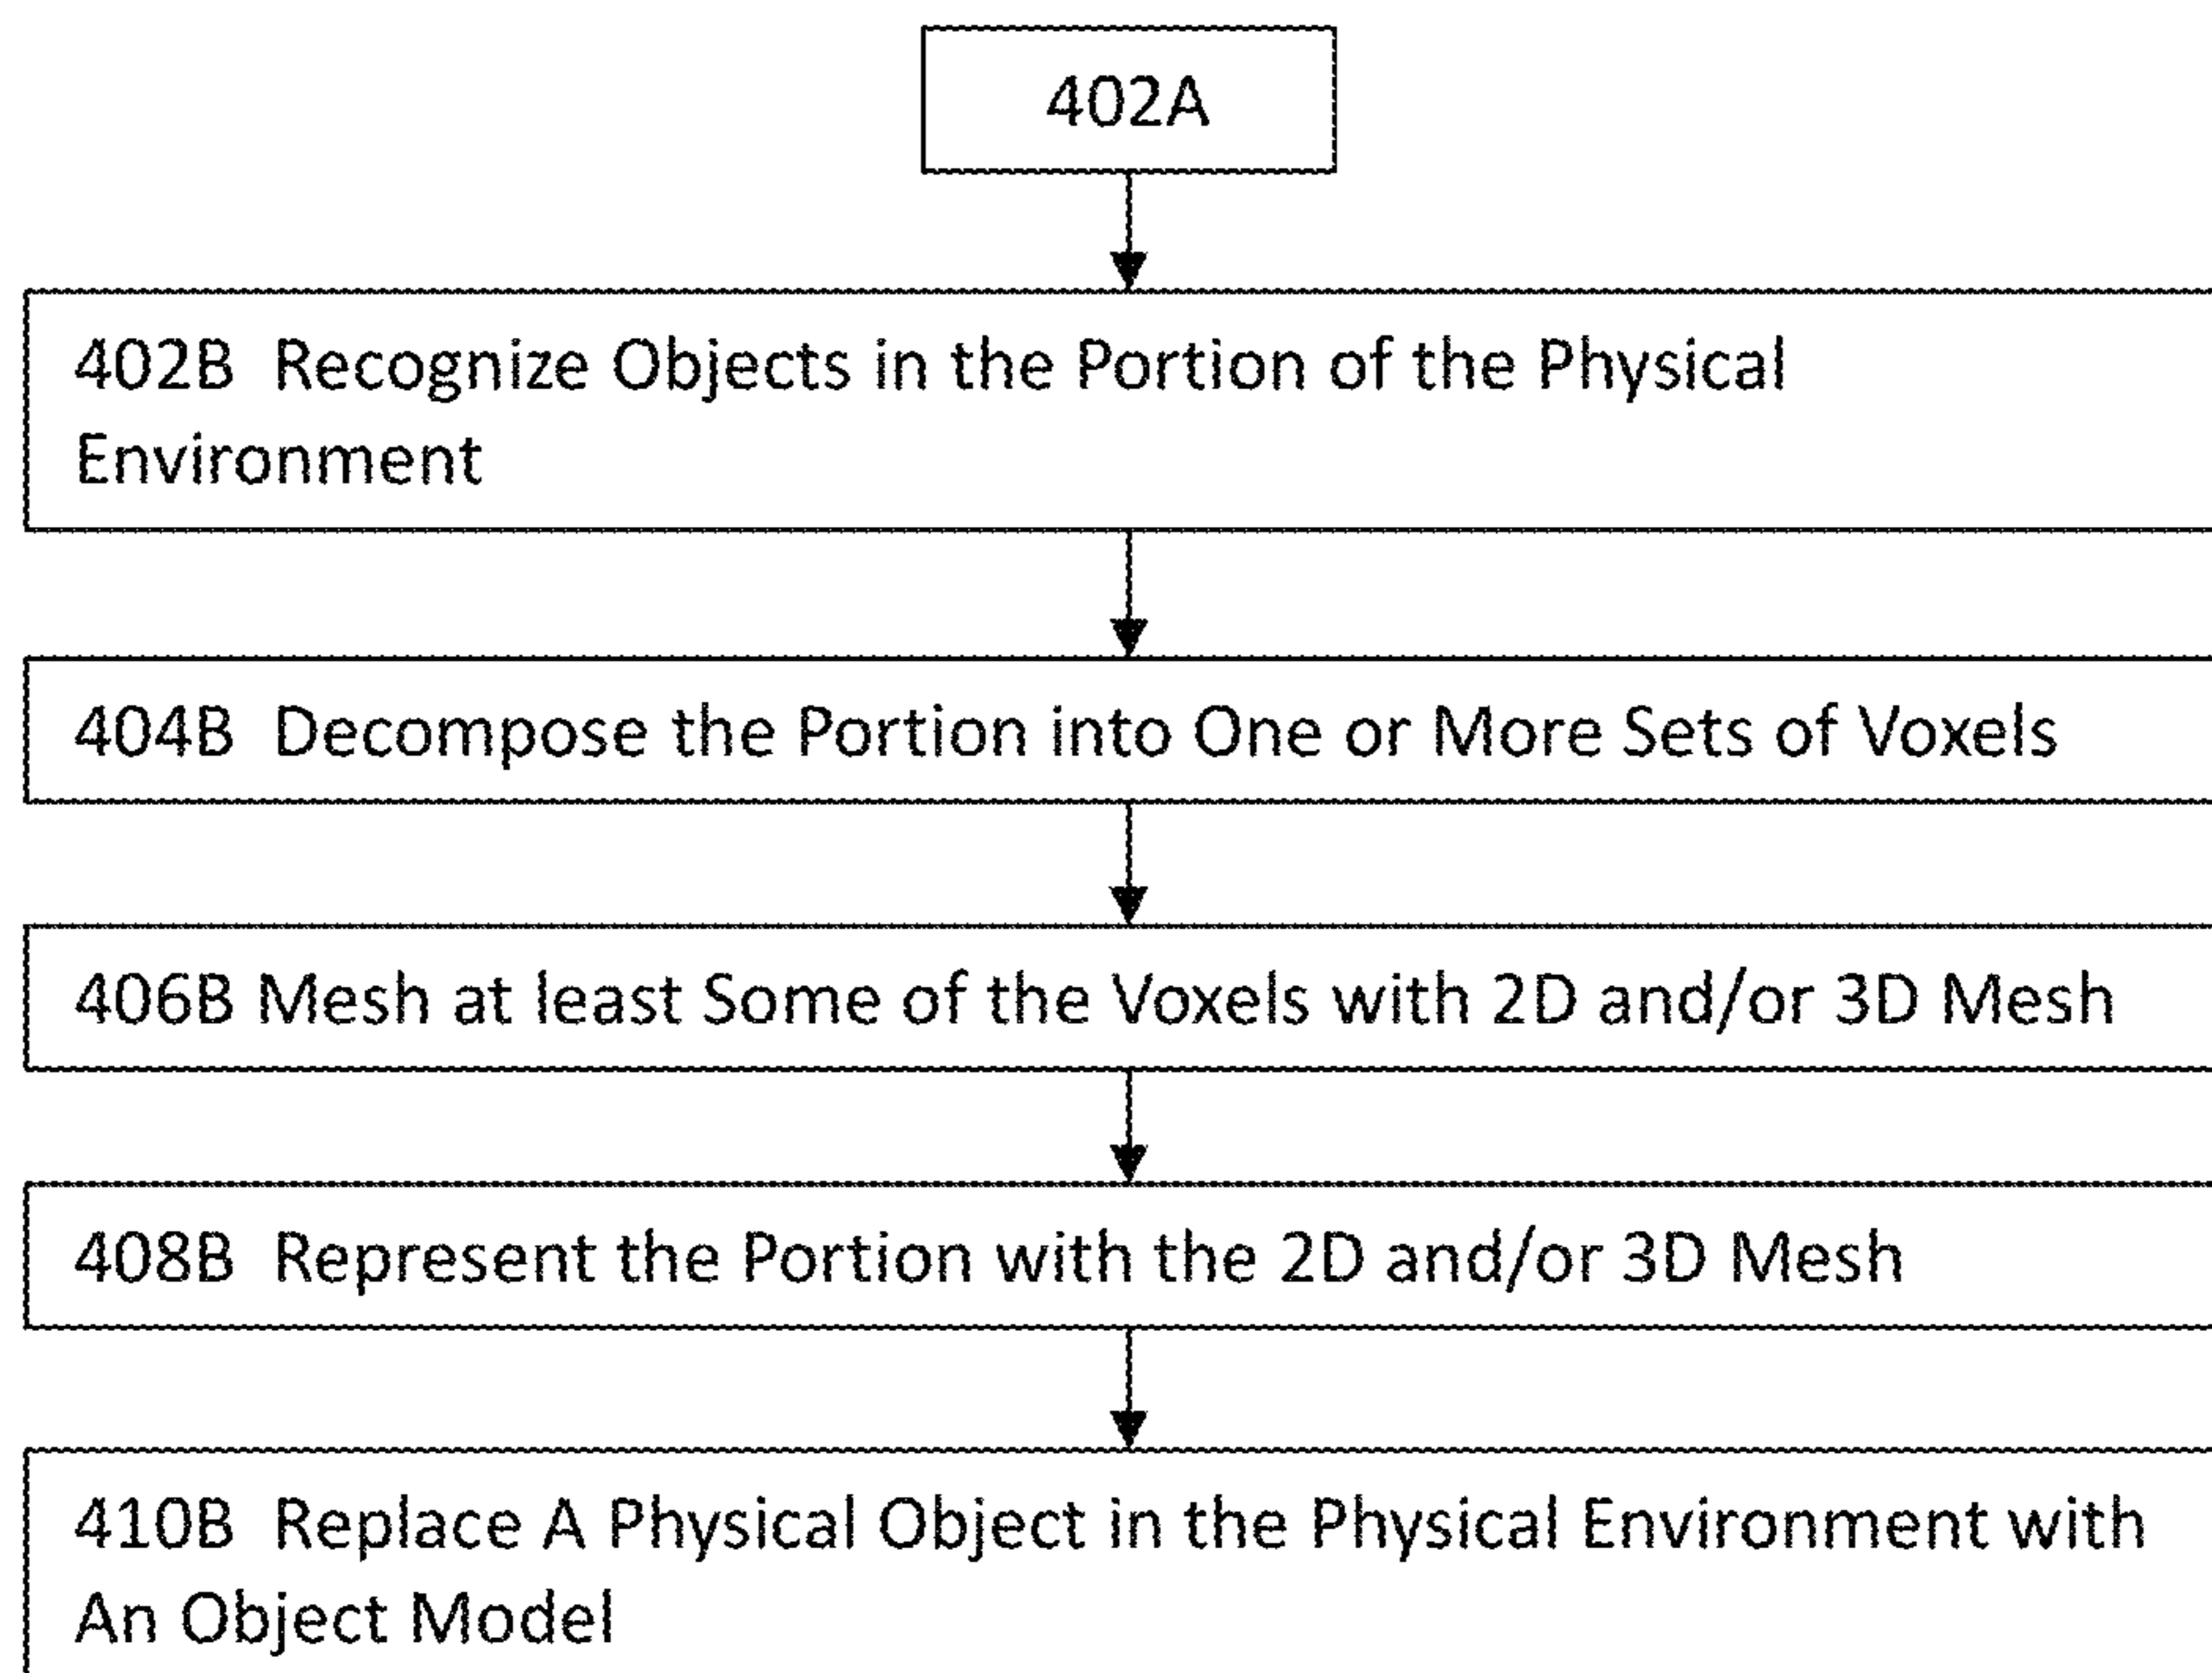 402A
402B Recognize Objects in the Portion of the Physical
Environment
404B Decompose the Portion into One or More Sets of Voxels
406B Mesh at least Some of the Voxels with 2D and/or 3D Mesh
408B Represent the Portion with the 2D and/or 3D Mesh
410B Replace A Physical Object in the Physical Environment with
An Object Model